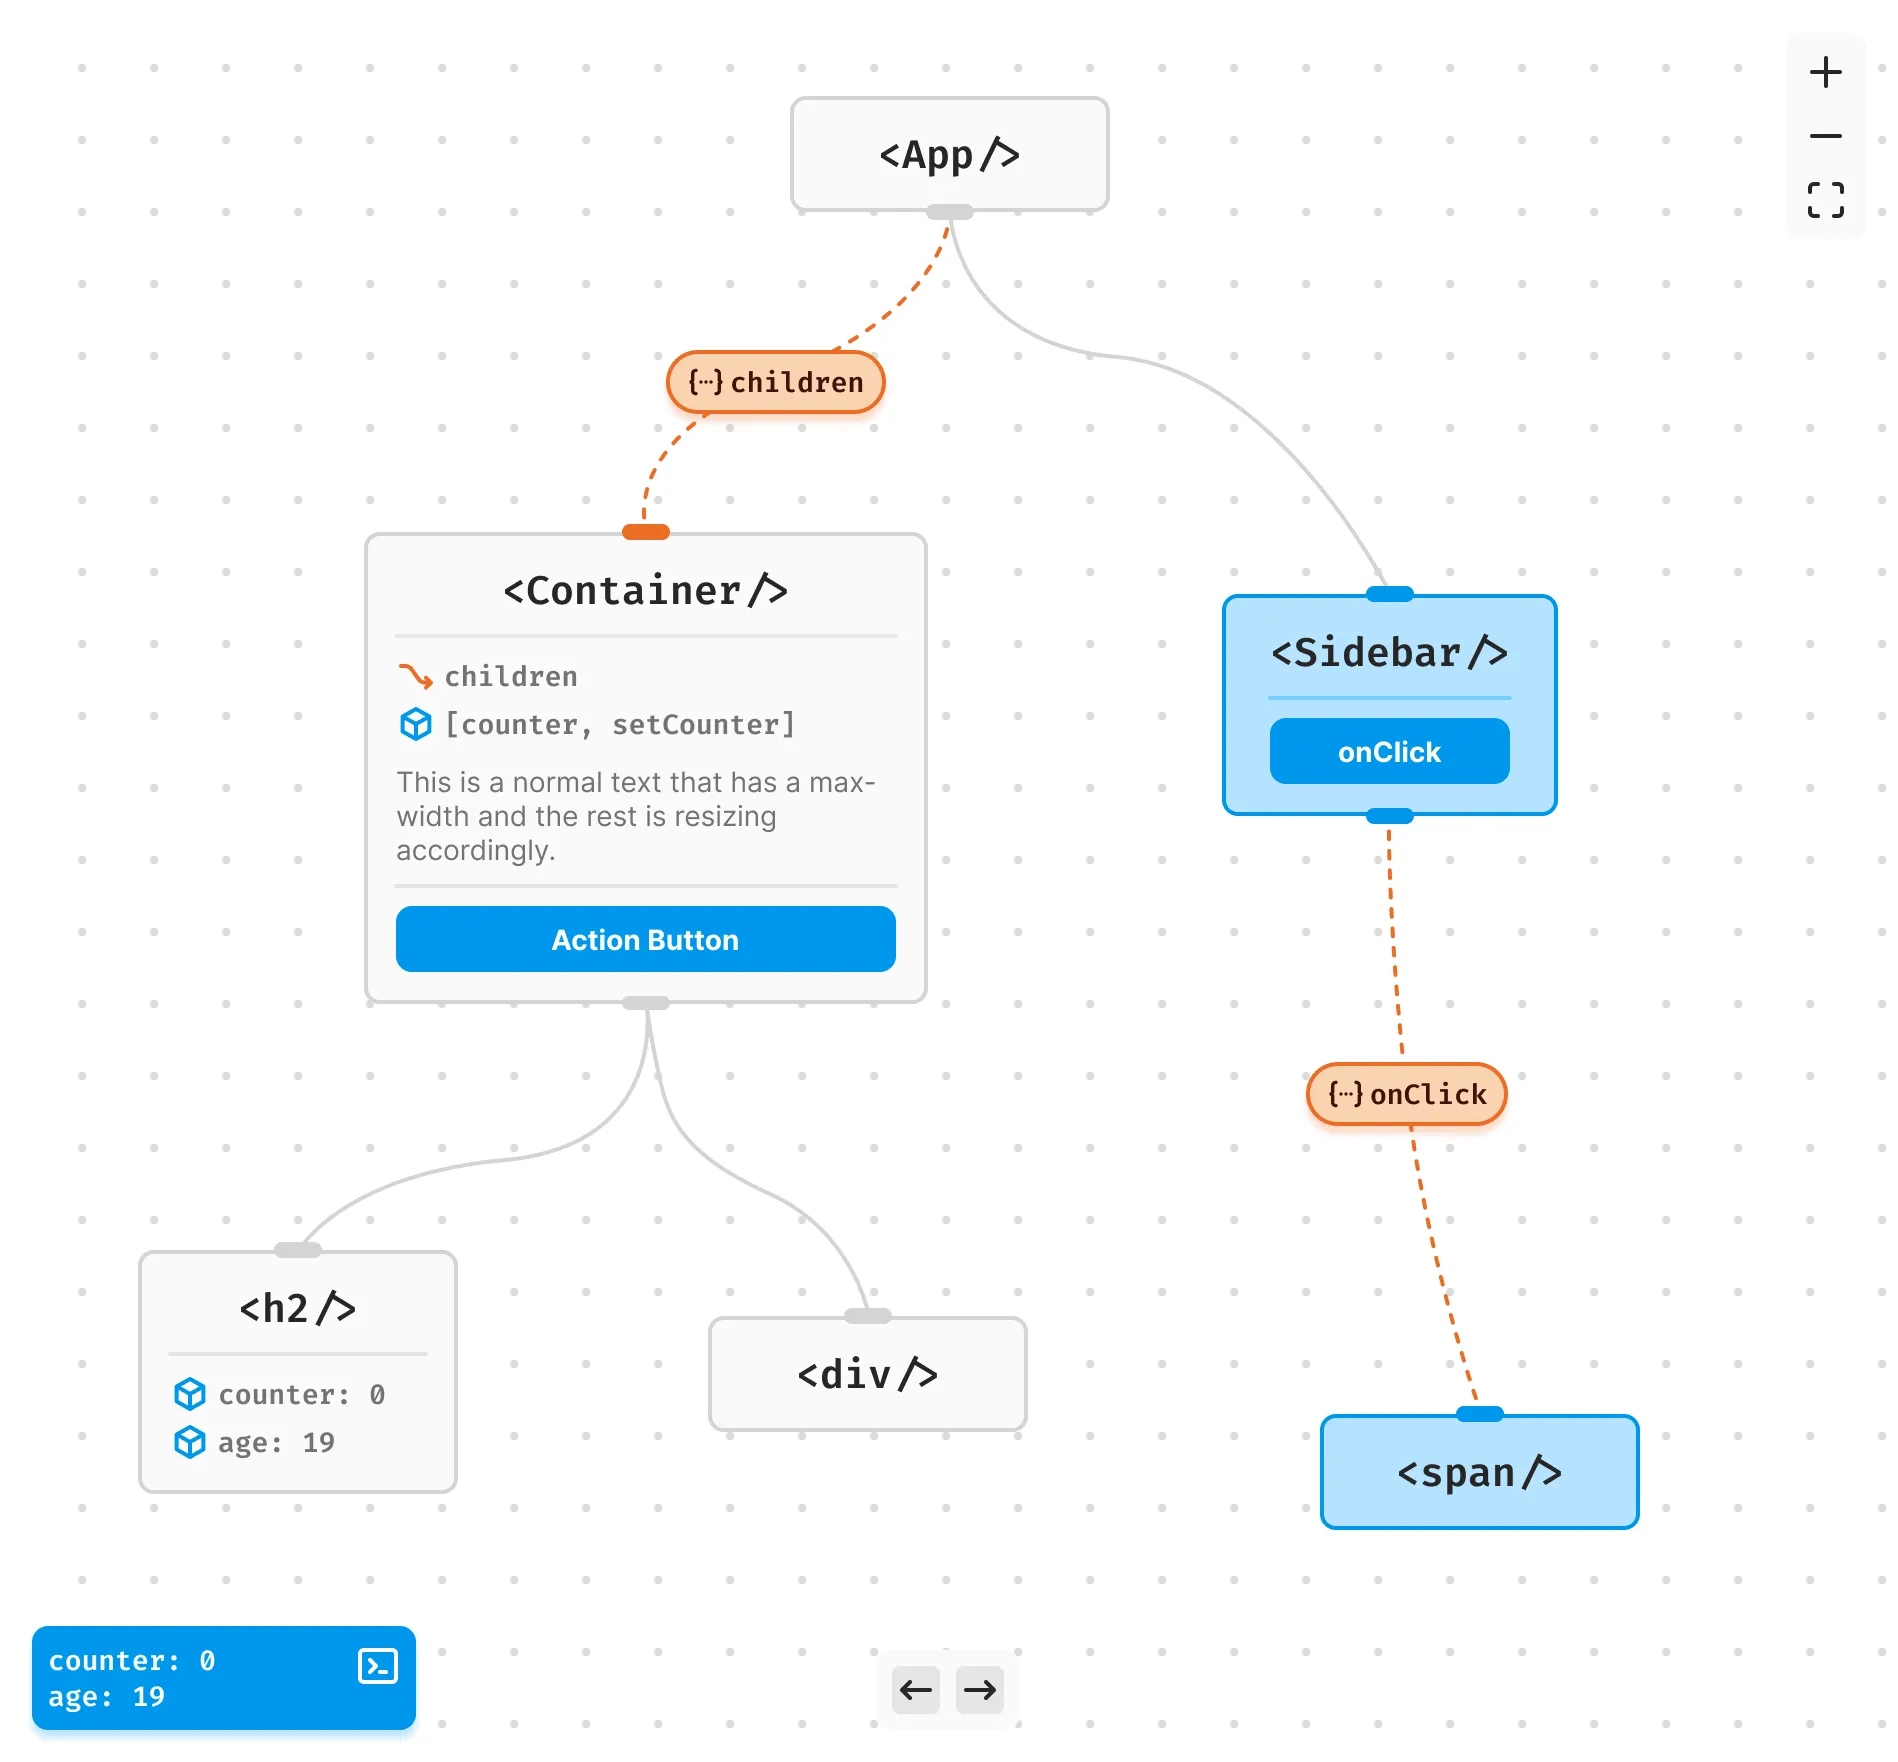 <App/>
{…} children
<Container/>
children
[counter, setCounter]
This is a normal text that has a max-
width and the rest is resizing
accordingly.
Action Button
<Sidebar/>
onClick
{…} onClick
<h2/>
counter: 0
age: 19
<div/>
<span/>
counter: 0
age: 19